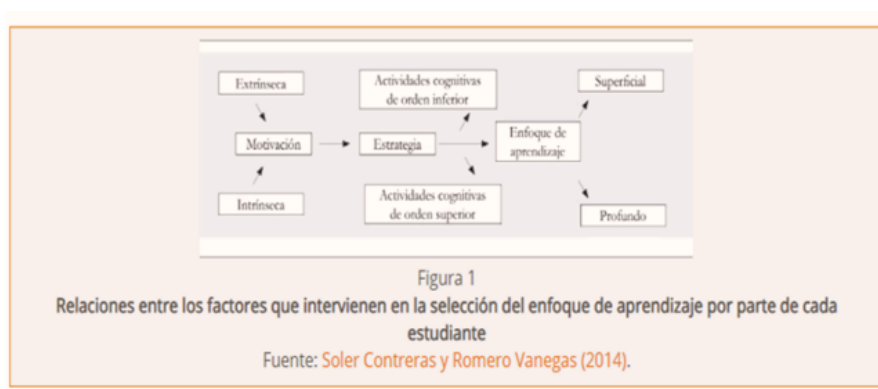 Extrínseca
Motivación
Intrínseca
Actividades cognitivas
de orden inferior
Estrategia
Actividades cognitivas
de orden superior
Enfoque de
aprendizaje
Superficial
Profundo
Figura 1
Relaciones entre los factores que intervienen en la selección del enfoque de aprendizaje por parte de cada
estudiante
Fuente: Soler Contreras y Romero Vanegas (2014).